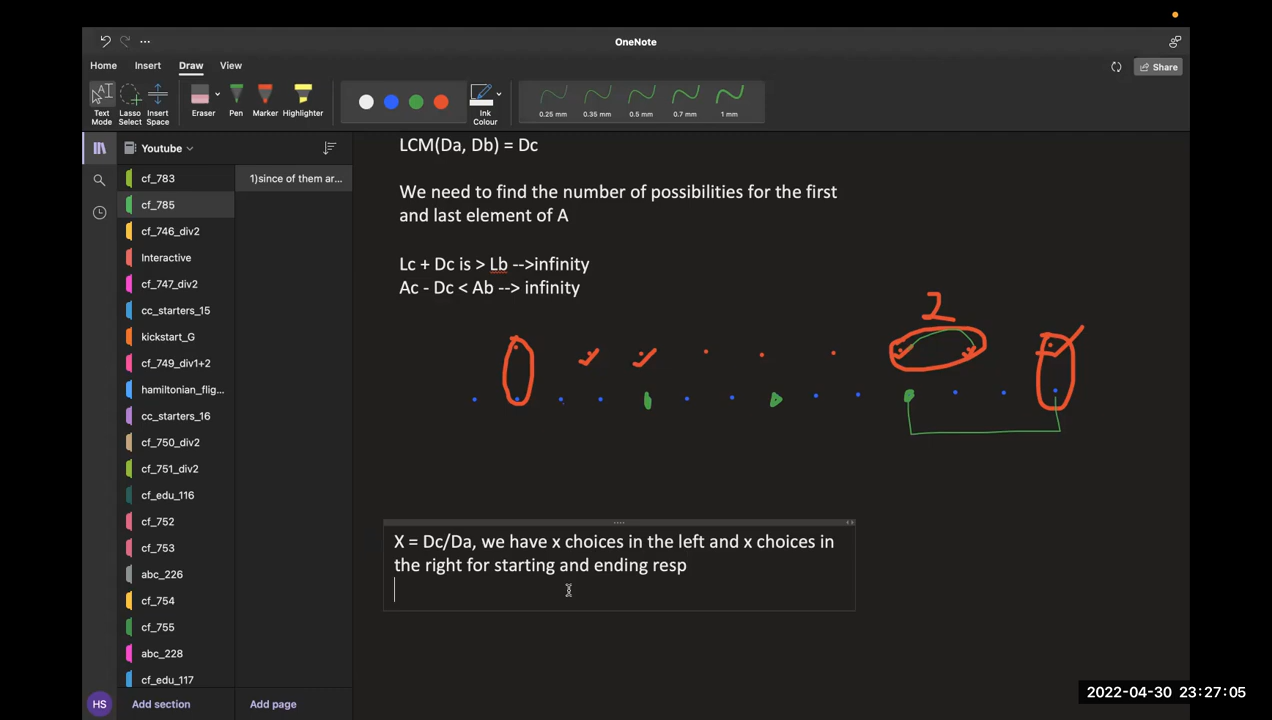 OneNote
Home Insert Draw View
Share
Text Mode
Lasso Select
Insert Space
Eraser
Pen
Marker
Highlighter
Ink Colour
0.25 mm
0.35 mm
0.5 mm
0.7 mm
1 mm
Youtube
cf_783
cf_785
cf_746_div2
Interactive
cf_747_div2
cc_starters_15
kickstart_G
cf_749_div1+2
hamiltonian_flig...
cc_starters_16
cf_750_div2
cf_751_div2
cf_edu_116
cf_752
cf_753
abc_226
cf_754
cf_755
abc_228
cf_edu_117
HS
Add section
1)since of them ar...
Add page
LCM(Da, Db) = Dc
We need to find the number of possibilities for the first
and last element of A
Lc + Dc is > Lb -->infinity
Ac - Dc < Ab --> infinity
2
X = Dc/Da, we have x choices in the left and x choices in
the right for starting and ending resp
2022-04-30 23:27:05